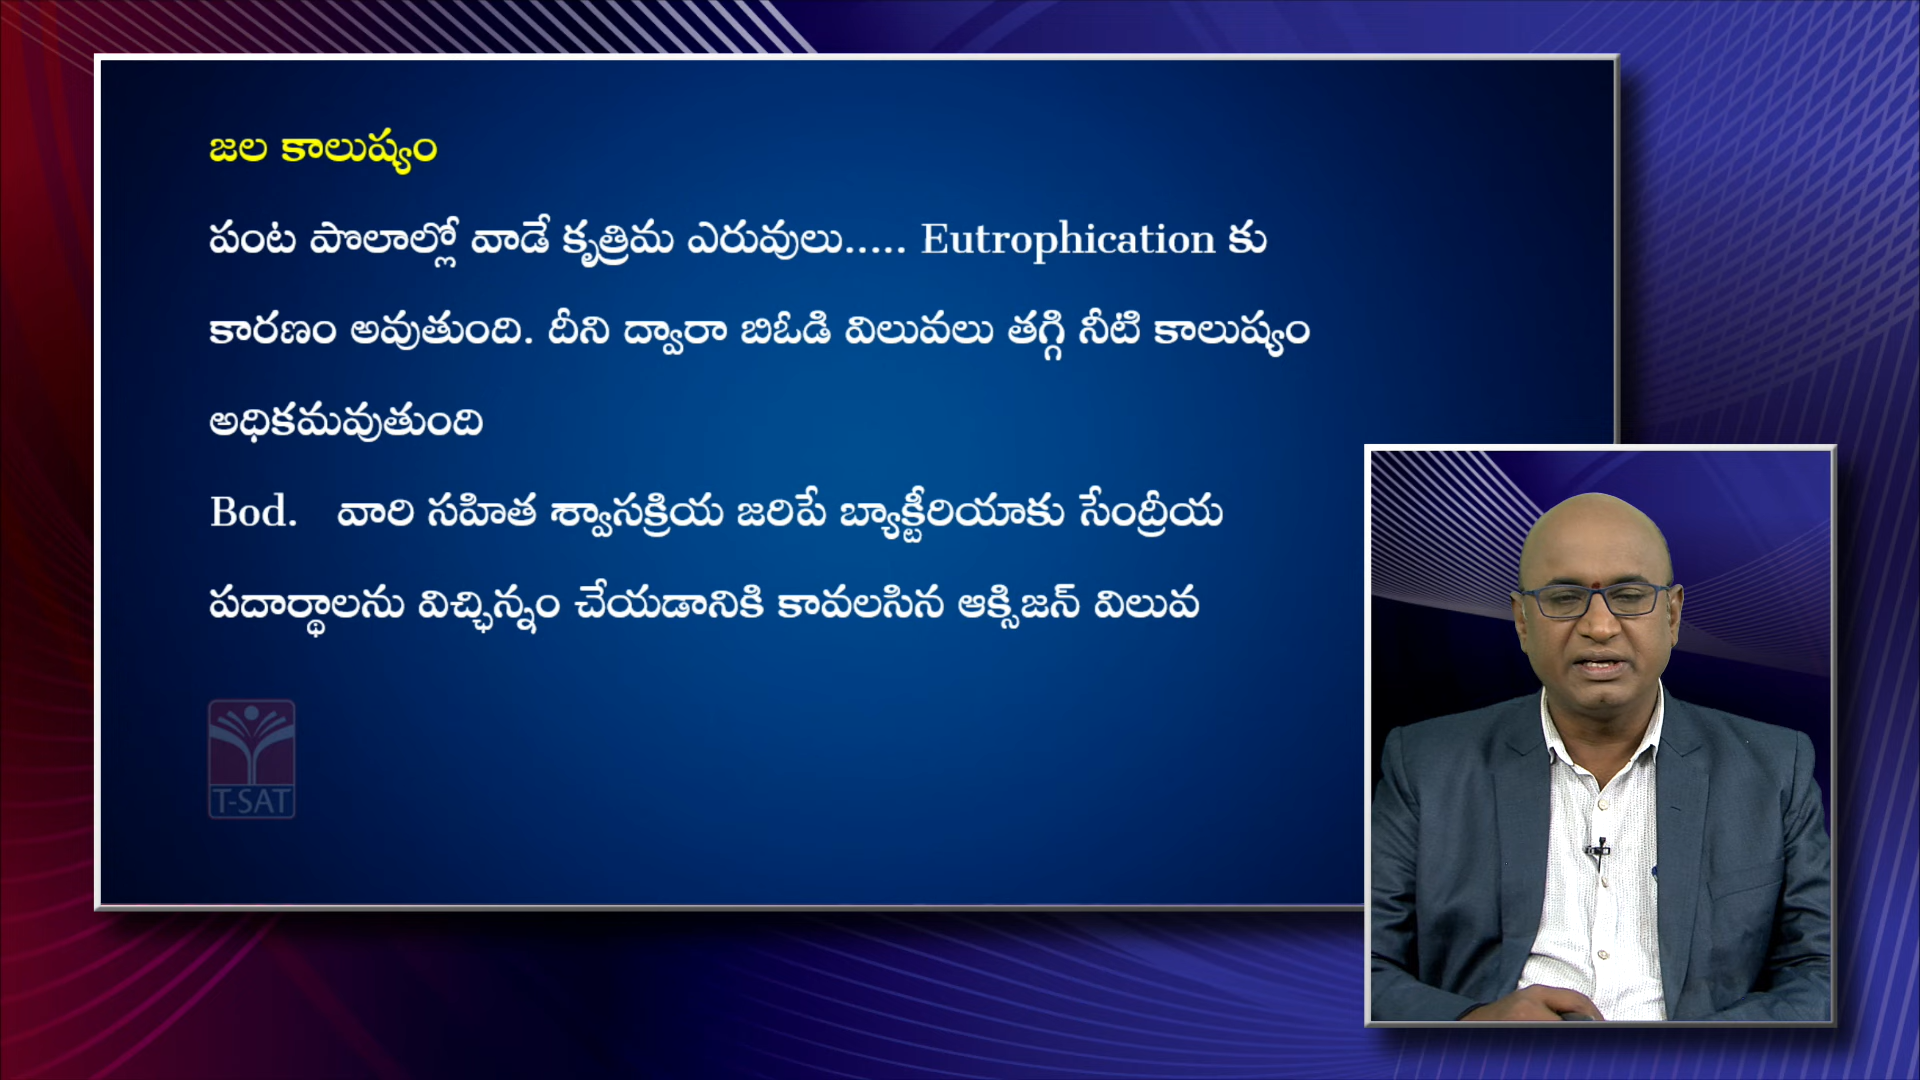 జల కాలుష్యం
పంట పొలాల్లో వాడే కృత్రిమ ఎరువులు..... Eutrophication కు
కారణం అవుతుంది. దీని ద్వారా బిఓడి విలువలు తగ్గి నీటి కాలుష్యం
అధికమవుతుంది
Bod. వారి సహిత శ్వాసక్రియ జరిపే బ్యాక్టీరియాకు సేంద్రీయ
పదార్థాలను విచ్ఛిన్నం చేయడానికి కావలసిన ఆక్సిజన్ విలువ
T-SAT